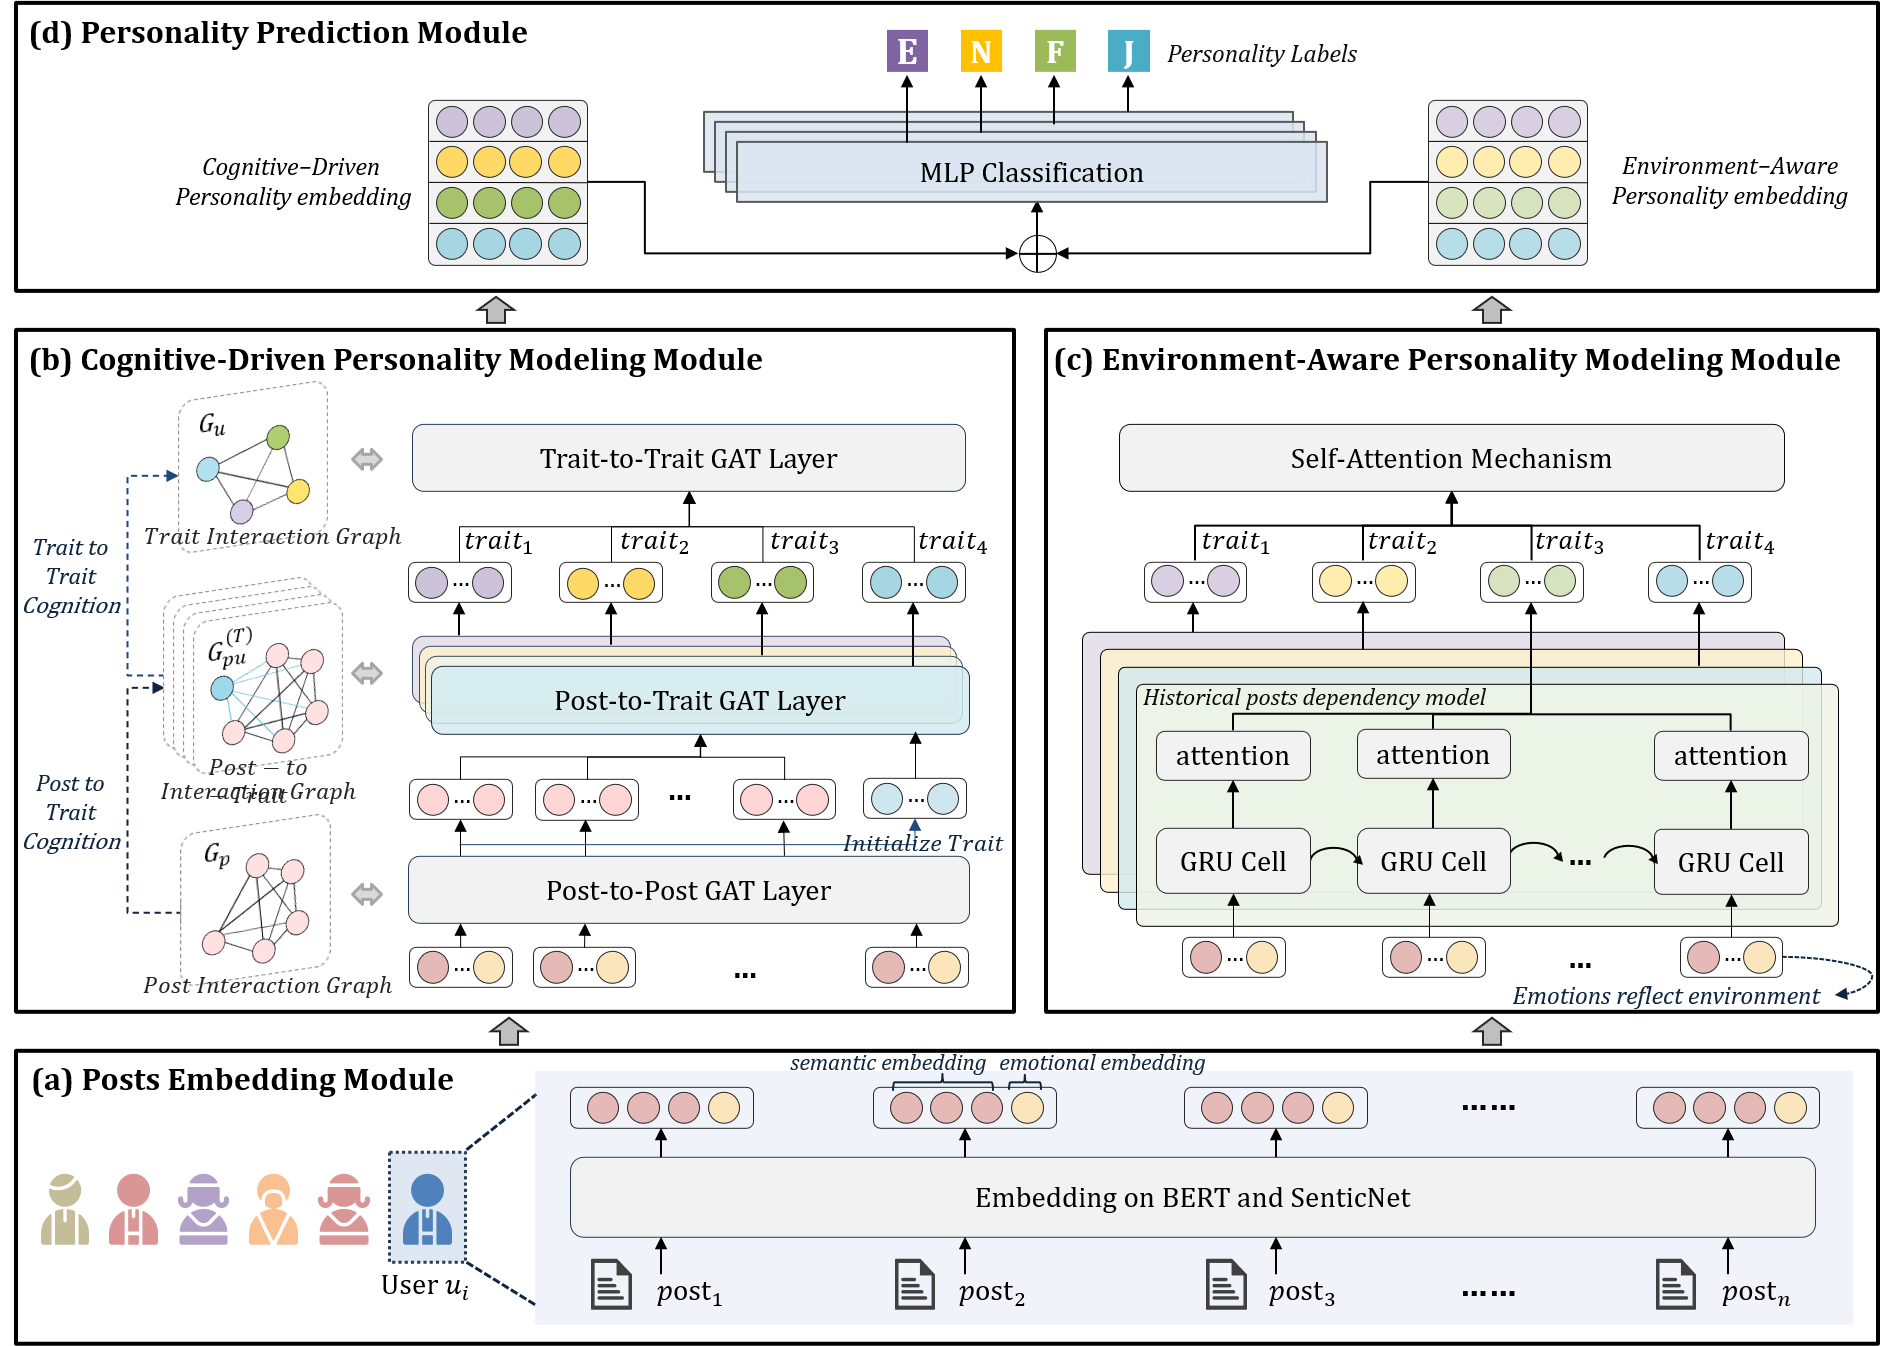 (d) Personality Prediction Module
E N F J Personality Labels
Cognitive–Driven
Personality embedding
MLP Classification
Environment–Aware
Personality embedding
(b) Cognitive-Driven Personality Modeling Module
G_u
Trait Interaction Graph
Trait-to-Trait GAT Layer
trait_1 trait_2 trait_3 trait_4
... ... ... ...
Trait to
Trait
Cognition
G_pu^(T)
Post − to
− Trait
Interaction Graph
Post-to-Trait GAT Layer
... ... ... ... ...
Initialize Trait
Post to
Trait
Cognition
G_p
Post Interaction Graph
Post-to-Post GAT Layer
... ... ... ...
(c) Environment-Aware Personality Modeling Module
Self-Attention Mechanism
trait_1 trait_2 trait_3 trait_4
... ... ... ...
Historical posts dependency model
attention attention attention
GRU Cell GRU Cell ... GRU Cell
... ... ... ...
Emotions reflect environment
(a) Posts Embedding Module
semantic embedding emotional embedding
......
Embedding on BERT and SenticNet
User u_i
post_1 post_2 post_3 ...... post_n